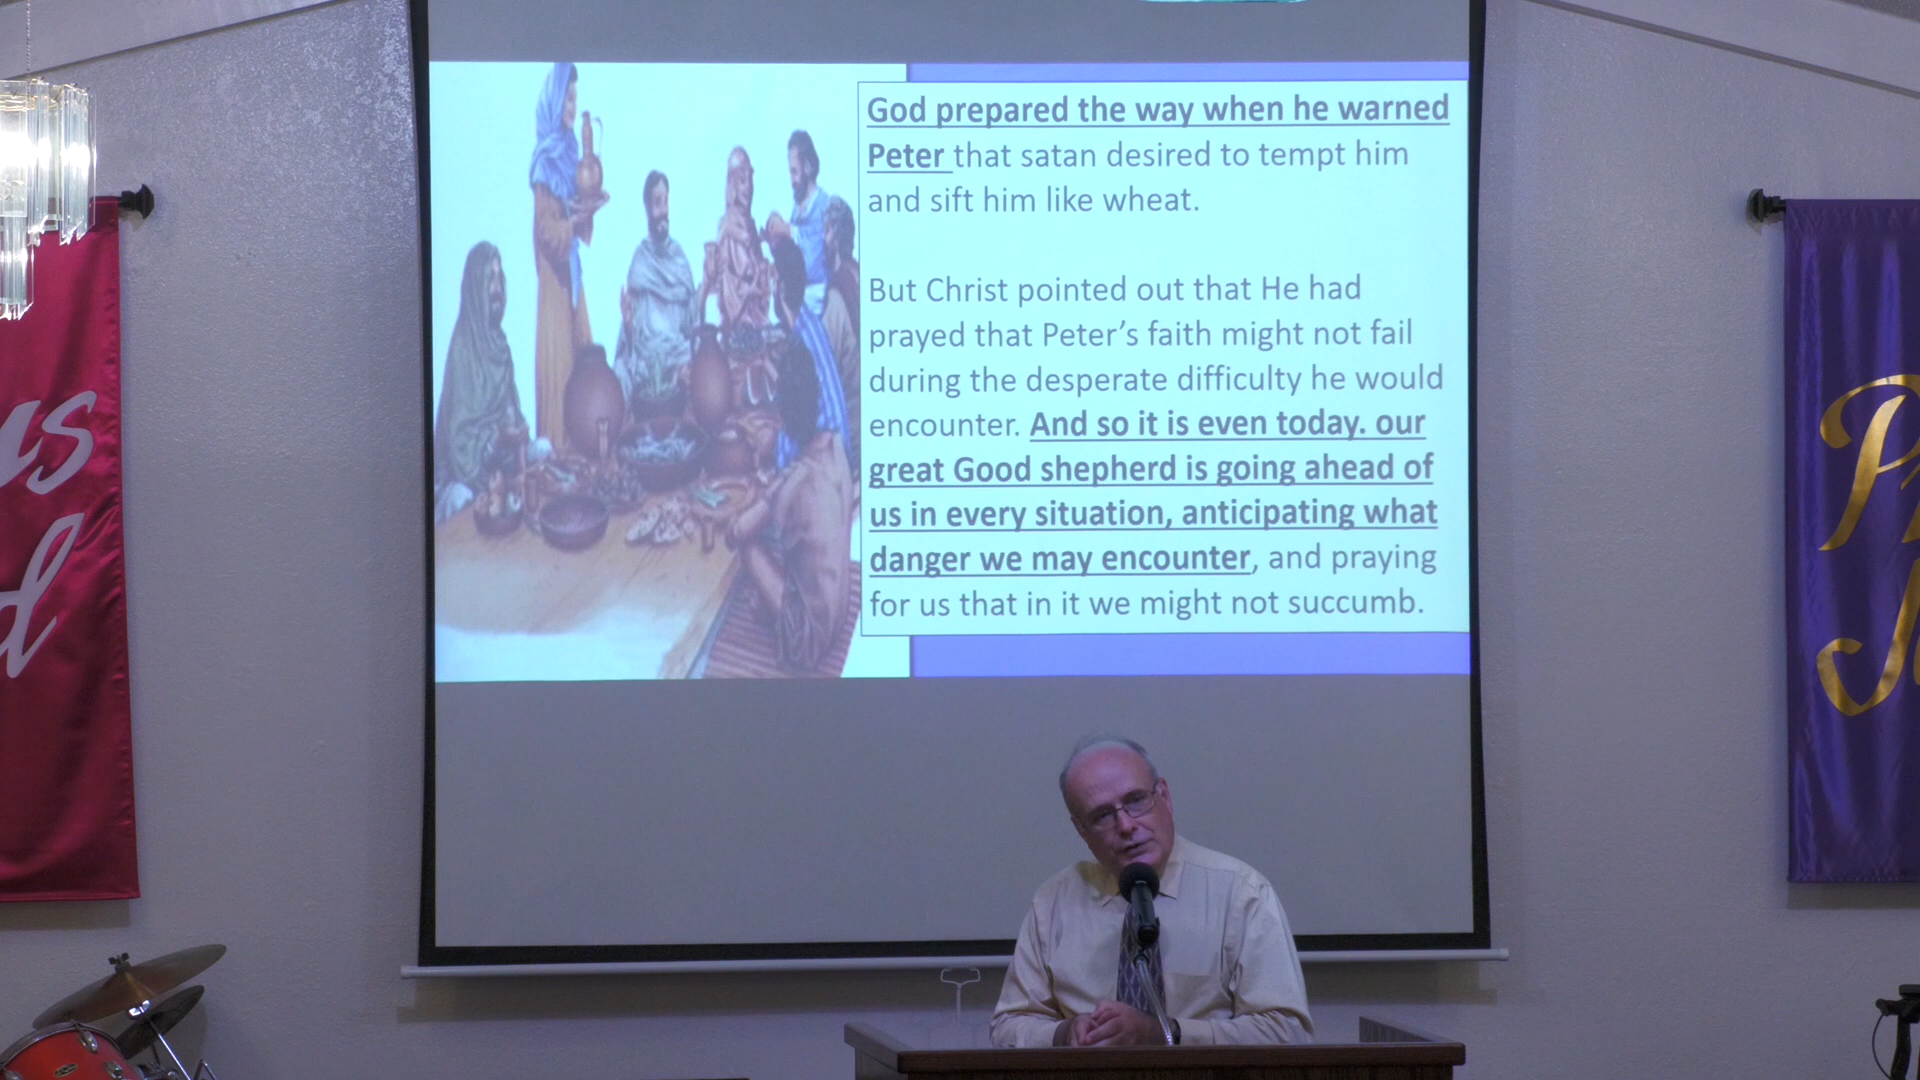 God prepared the way when he warned
Peter that satan desired to tempt him
and sift him like wheat.
But Christ pointed out that He had
prayed that Peter's faith might not fail
during the desperate difficulty he would
encounter. And so it is even today. our
great Good shepherd is going ahead of
us in every situation, anticipating what
danger we may encounter, and praying
for us that in it we might not succumb.